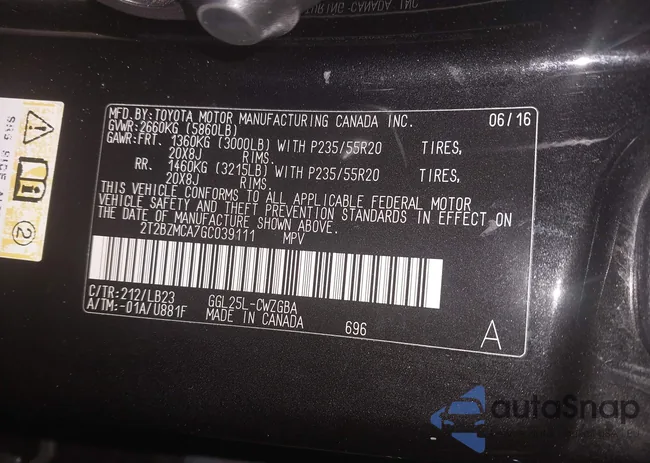 MFD.BY:TOYOTA MOTOR MANUFACTURING CANADA INC. 06/16
GVWR:2660KG (5860LB)
GAWR:FRT. 1360KG (3000LB) WITH P235/55R20 TIRES,
20X8J RIMS.
RR. 1460KG (3215LB) WITH P235/55R20 TIRES,
20X8J RIMS
THIS VEHICLE CONFORMS TO ALL APPLICABLE FEDERAL MOTOR
VEHICLE SAFETY AND THEFT PREVENTION STANDARDS IN EFFECT ON
THE DATE OF MANUFACTURE SHOWN ABOVE.
2T2BZMCA7GC039111 MPV
C/TR:212/LB23 GGL25L-CWZGBA
A/TM:-01A/U881F MADE IN CANADA 696 A
2
autoSnap